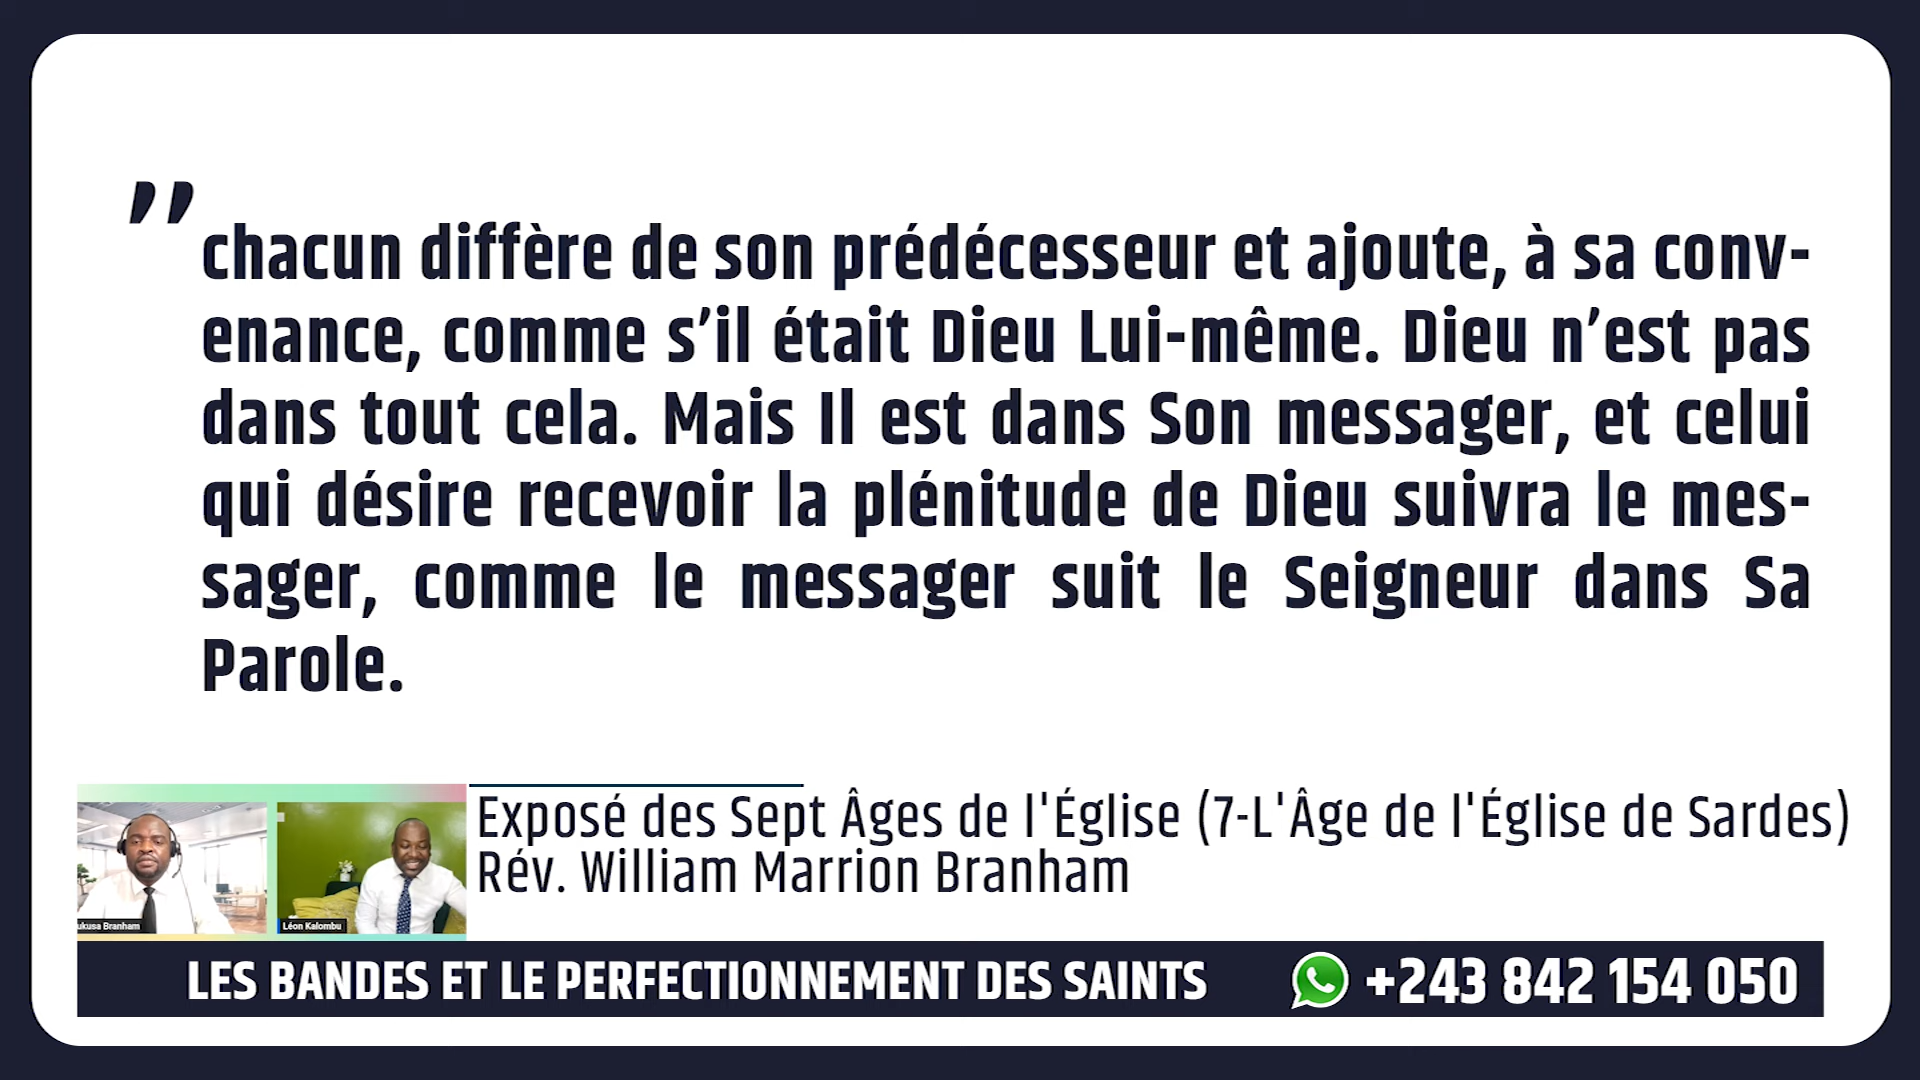 ”
chacun diffère de son prédécesseur et ajoute, à sa conv-
enance, comme s’il était Dieu Lui-même. Dieu n’est pas
dans tout cela. Mais Il est dans Son messager, et celui
qui désire recevoir la plénitude de Dieu suivra le mes-
sager, comme le messager suit le Seigneur dans Sa
Parole.
Exposé des Sept Âges de l'Église (7-L'Âge de l'Église de Sardes)
Rév. William Marrion Branham
ukusa Branham
Léon Kalombu
LES BANDES ET LE PERFECTIONNEMENT DES SAINTS
+243 842 154 050